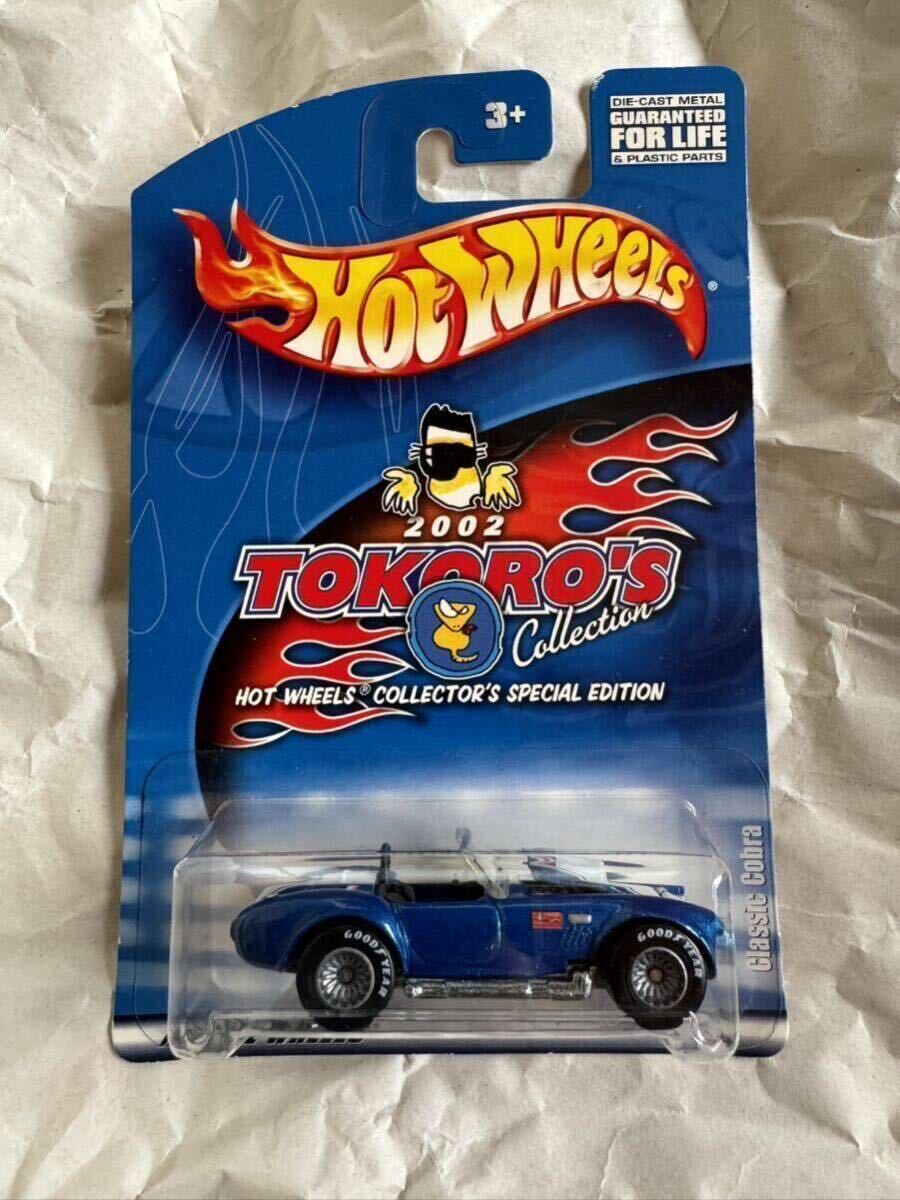 3+
DIE-CAST METAL
GUARANTEED
FOR LIFE
& PLASTIC PARTS
Hot Wheels®
2002
TOKORO'S
Collection
HOT WHEELS® COLLECTOR'S SPECIAL EDITION
Classic Cobra
GOODYEAR
GOODYEAR